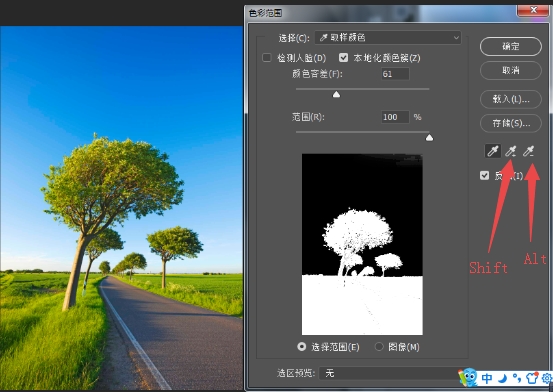 色彩范围
选择(C): 取样颜色
确定
检测人脸(D) 本地化颜色簇(Z)
颜色容差(F): 61
取消
载入(L)...
范围(R): 100 %
存储(S)...
Shift
Alt
选择范围(E) 图像(M)
选区预览: 无
中